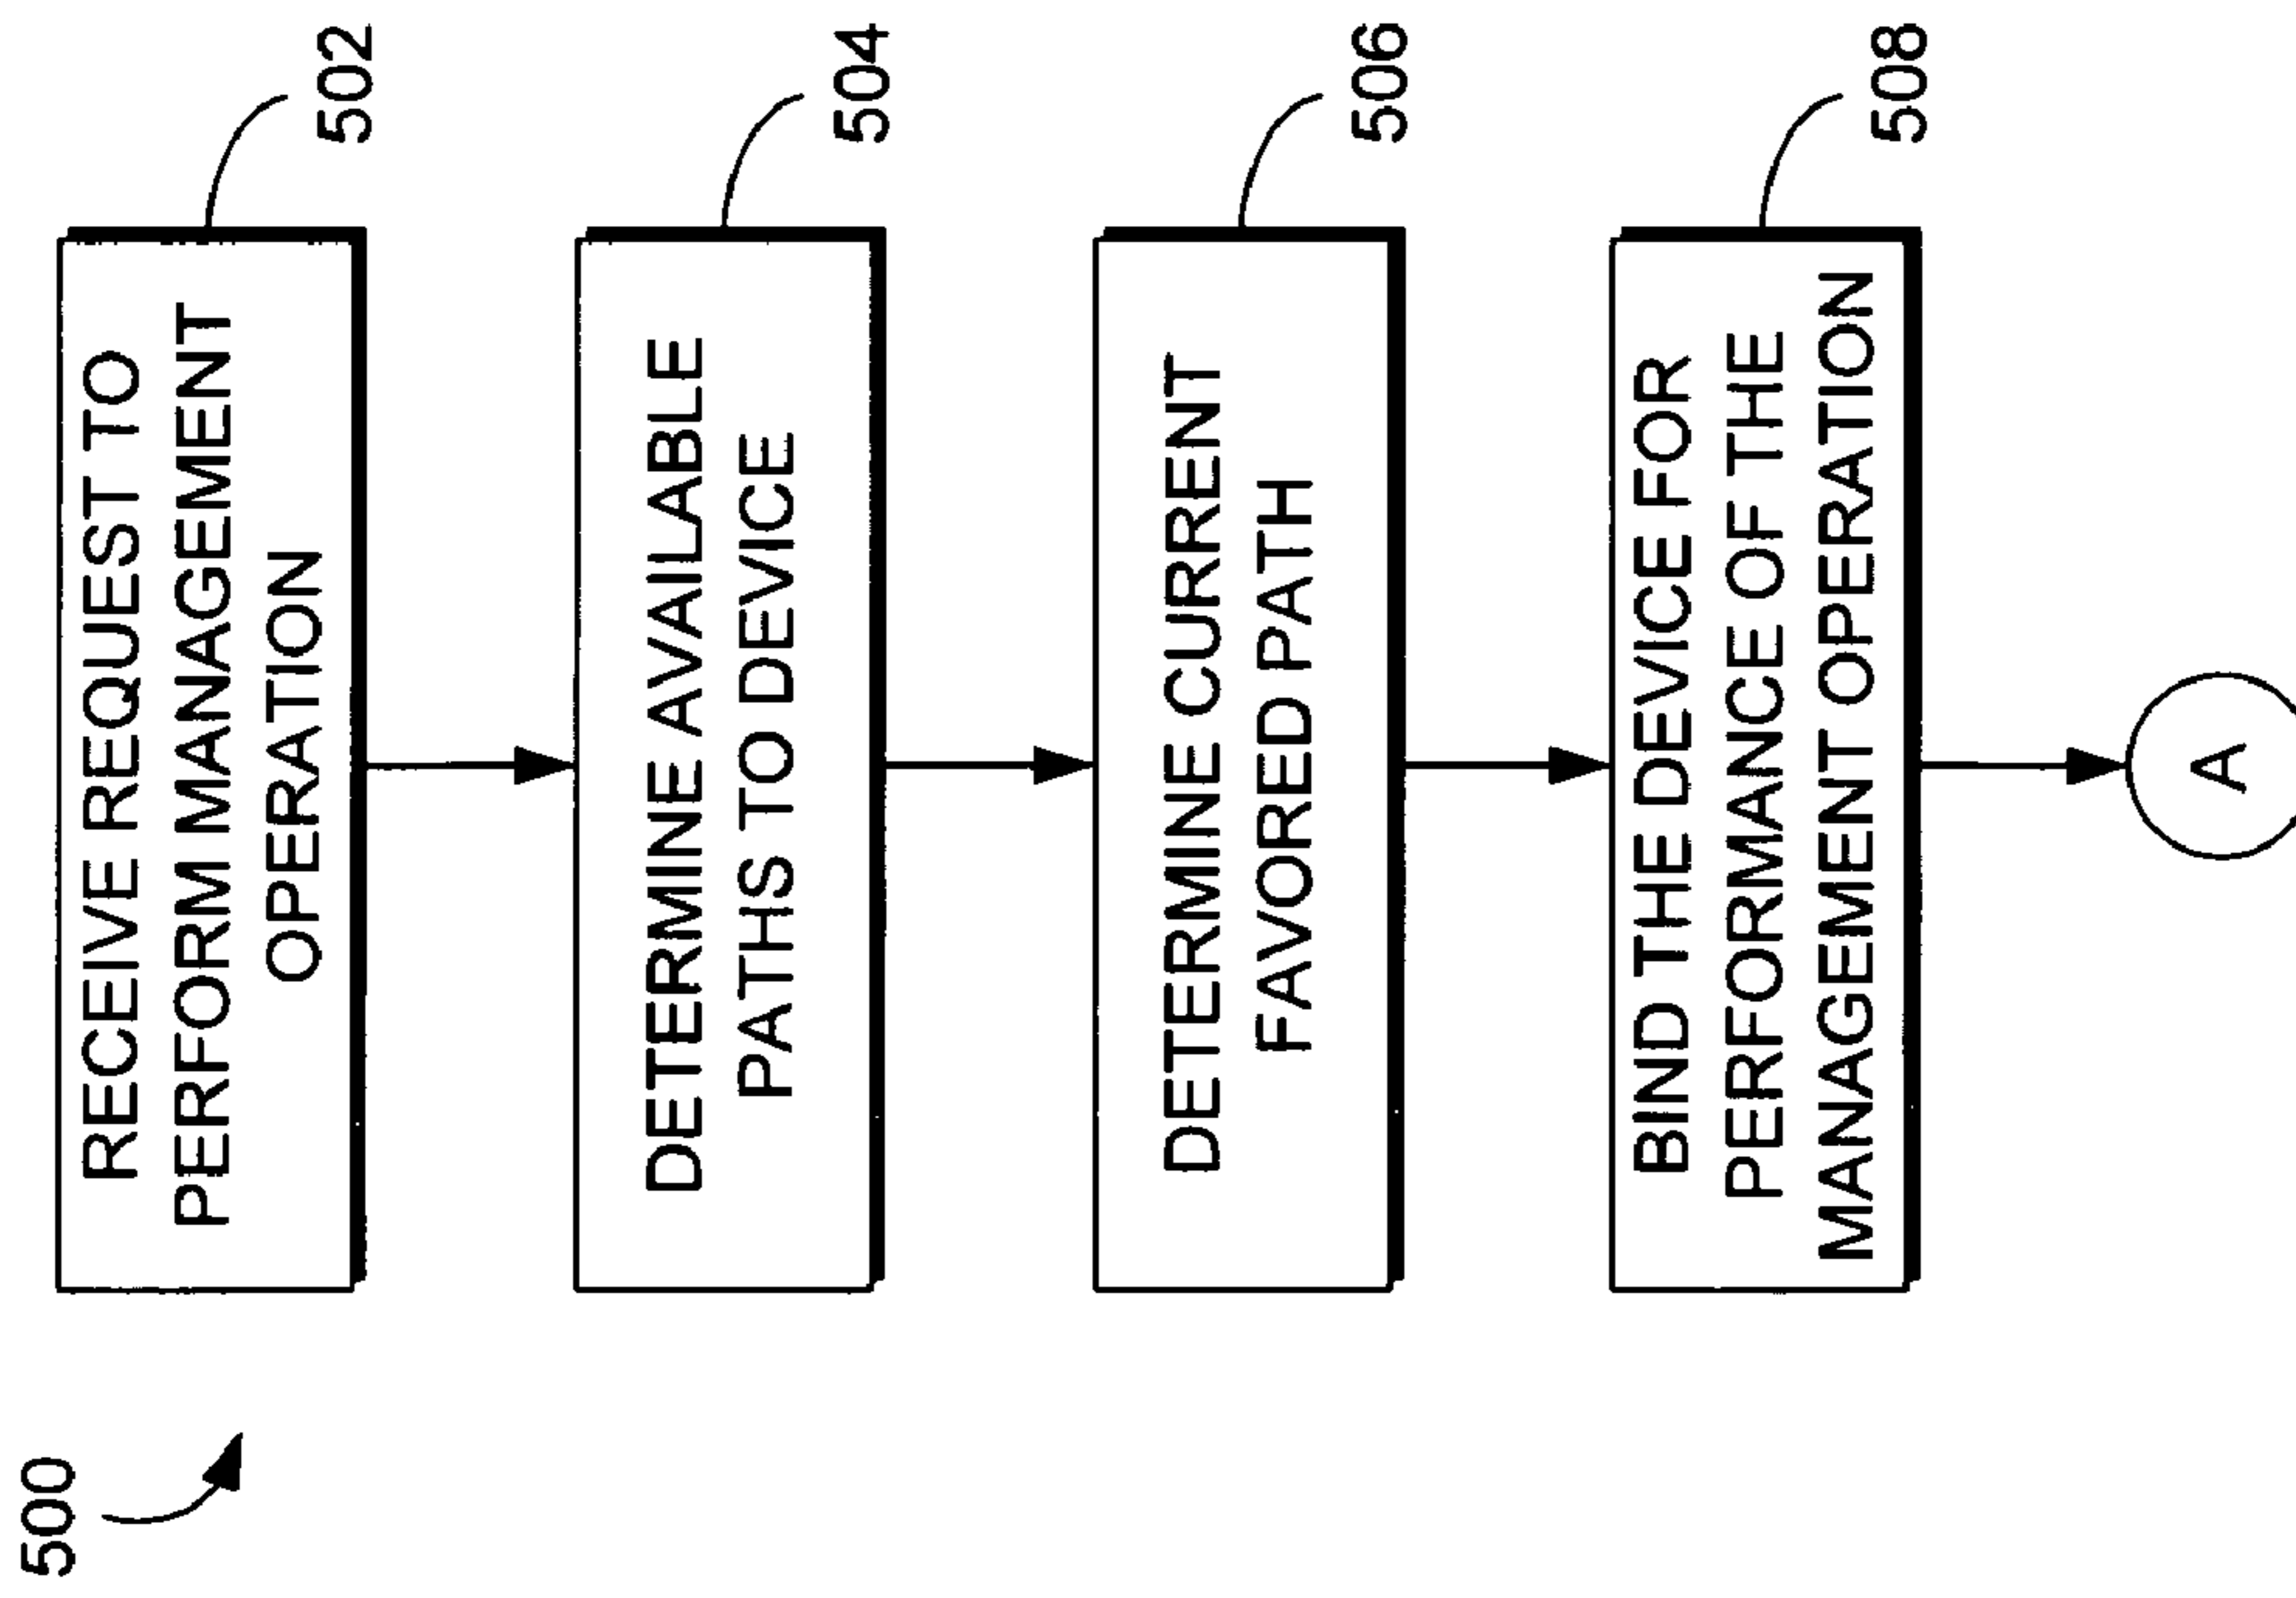 500
RECEIVE REQUEST TO
PERFORM MANAGEMENT
OPERATION
502
DETERMINE AVAILABLE
PATHS TO DEVICE
504
DETERMINE CURRENT
FAVORED PATH
506
BIND THE DEVICE FOR
PERFORMANCE OF THE
MANAGEMENT OPERATION
508
A